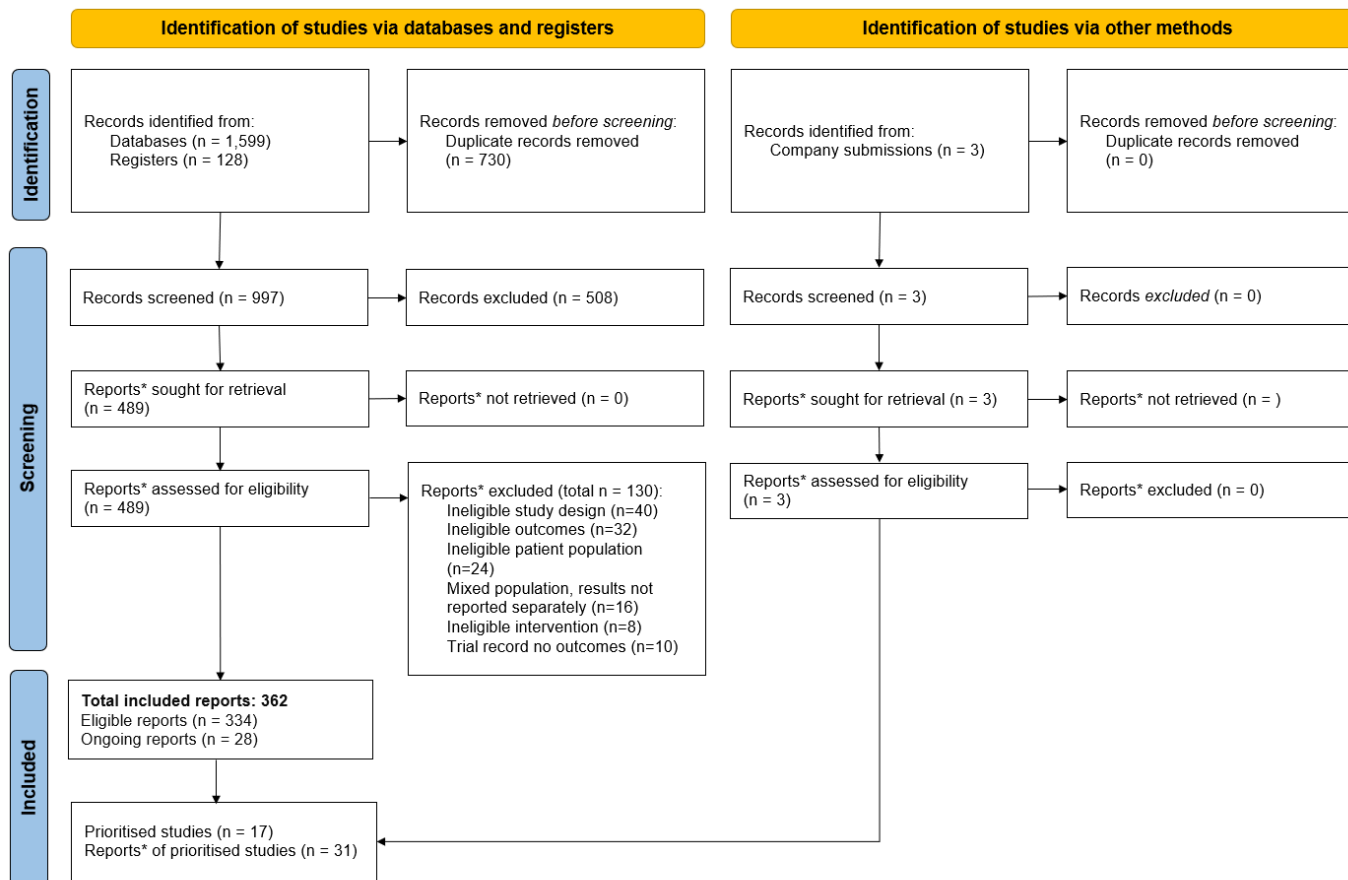 Identification of studies via databases and registers
Identification of studies via other methods
Identification
Records identified from:
Databases (n = 1,599)
Registers (n = 128)
Records removed before screening:
Duplicate records removed
(n = 730)
Records identified from:
Company submissions (n = 3)
Records removed before screening:
Duplicate records removed
(n = 0)
Screening
Records screened (n = 997)
Records excluded (n = 508)
Records screened (n = 3)
Records excluded (n = 0)
Reports* sought for retrieval
(n = 489)
Reports* not retrieved (n = 0)
Reports* sought for retrieval (n = 3)
Reports* not retrieved (n = )
Reports* assessed for eligibility
(n = 489)
Reports* excluded (total n = 130):
Ineligible study design (n=40)
Ineligible outcomes (n=32)
Ineligible patient population
(n=24)
Mixed population, results not
reported separately (n=16)
Ineligible intervention (n=8)
Trial record no outcomes (n=10)
Reports* assessed for eligibility
(n = 3)
Reports* excluded (n = 0)
Included
Total included reports: 362
Eligible reports (n = 334)
Ongoing reports (n = 28)
Prioritised studies (n = 17)
Reports* of prioritised studies (n = 31)